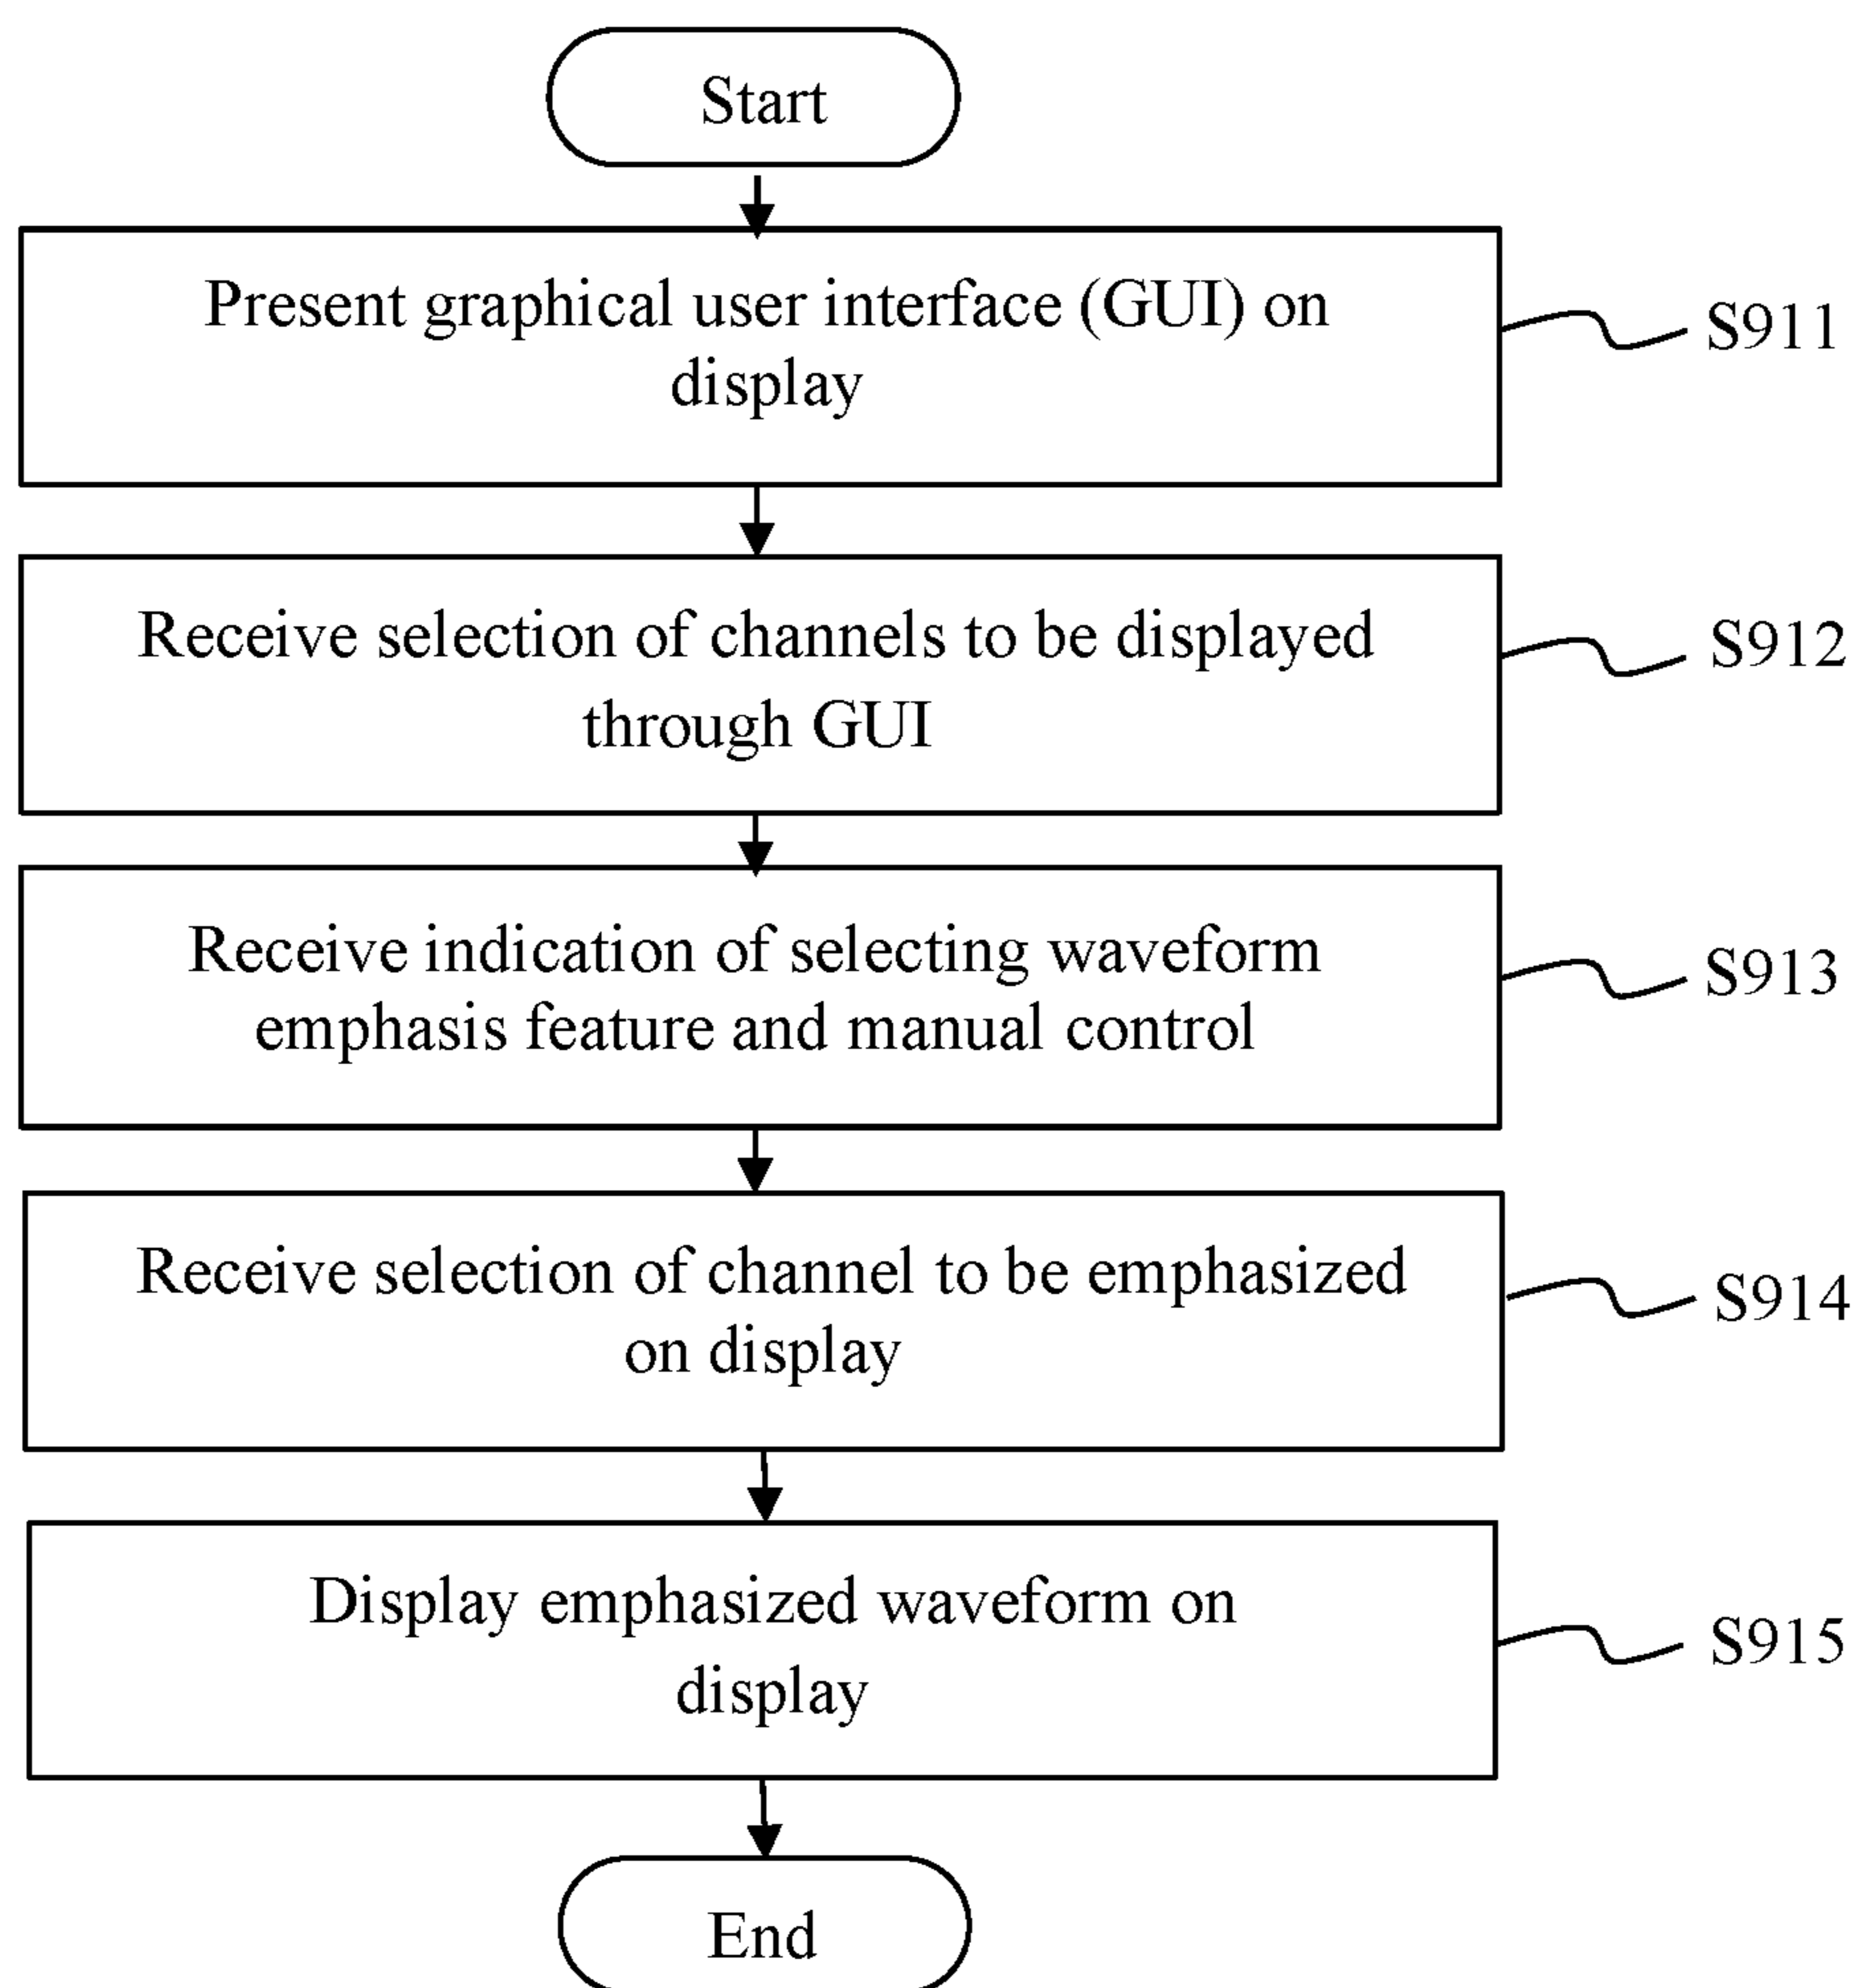 Start
Present graphical user interface (GUI) on
display
S911
Receive selection of channels to be displayed
through GUI
S912
Receive indication of selecting waveform
emphasis feature and manual control
S913
Receive selection of channel to be emphasized
on display
S914
Display emphasized waveform on
display
S915
End